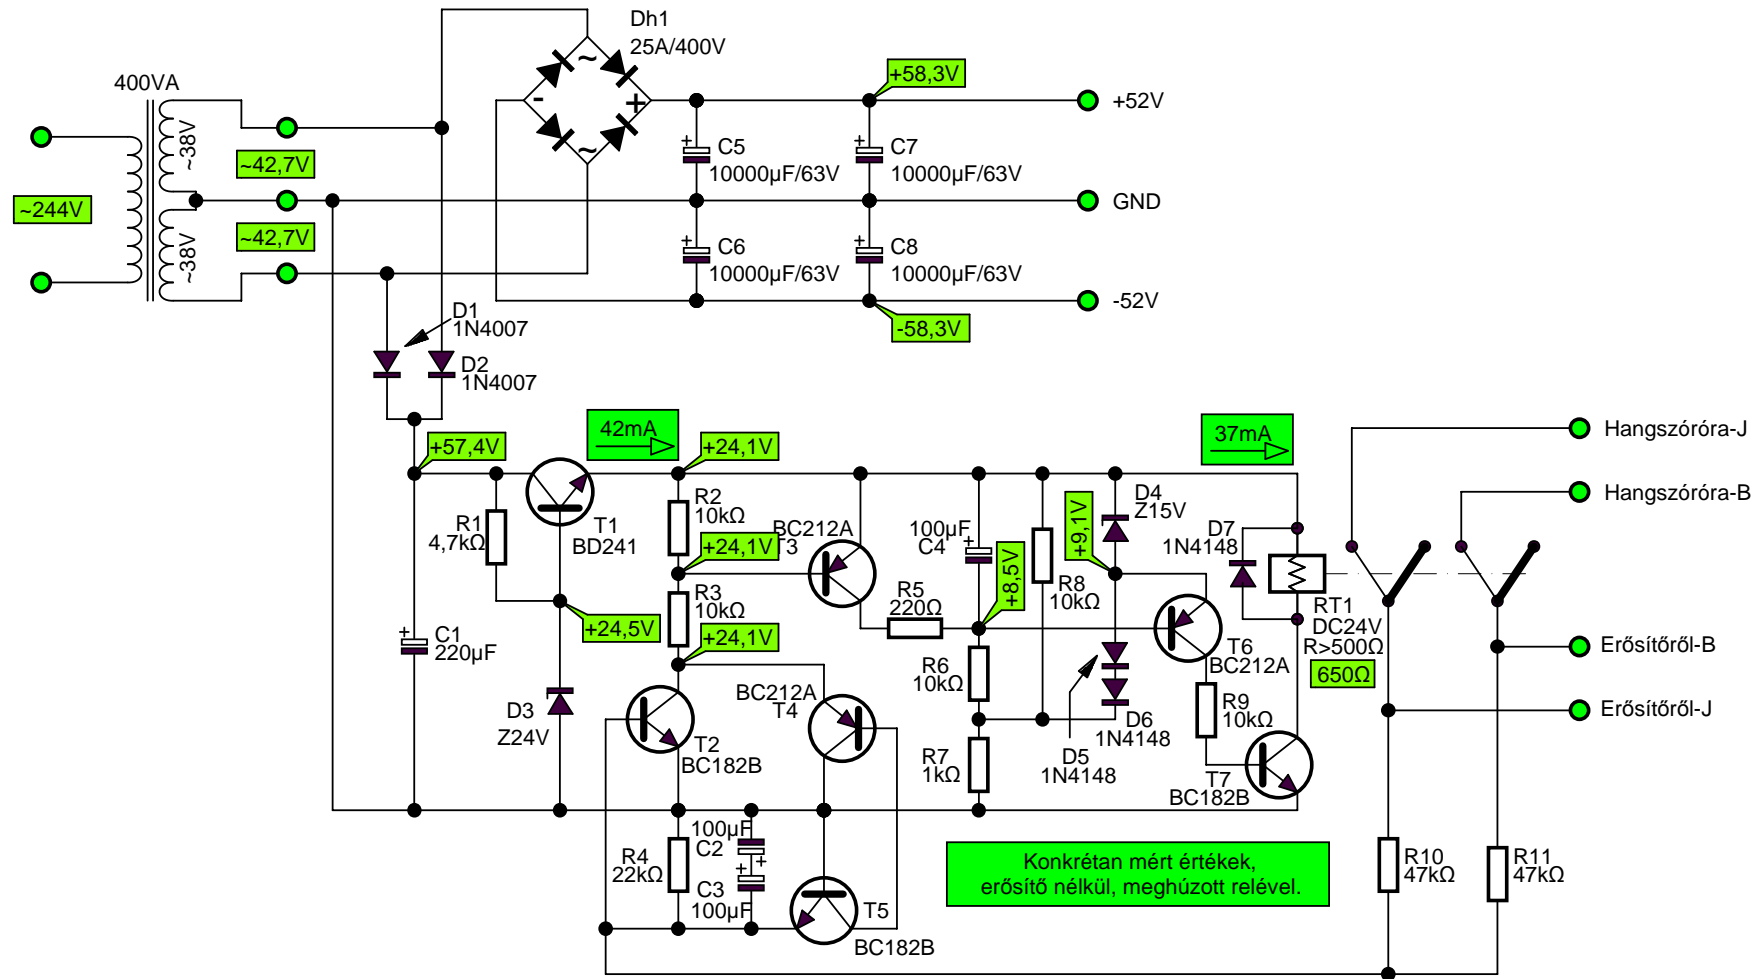 400VA
~244V
~38V
~38V
~42,7V
~42,7V
Dh1
25A/400V
~
-
+
~
+58,3V
+52V
+
C5
10000µF/63V
+
C7
10000µF/63V
GND
+
C6
10000µF/63V
+
C8
10000µF/63V
-52V
-58,3V
D1
1N4007
D2
1N4007
+57,4V
42mA
+24,1V
37mA
Hangszóróra-J
Hangszóróra-B
R1
4,7kΩ
T1
BD241
R2
10kΩ
+24,1V
BC212A
T3
100µF
C4
+
+8,5V
R8
10kΩ
+9,1V
D4
Z15V
D7
1N4148
RT1
DC24V
R>500Ω
650Ω
+24,5V
R3
10kΩ
+24,1V
R5
220Ω
+
C1
220µF
D3
Z24V
T2
BC182B
BC212A
T4
R6
10kΩ
R7
1kΩ
D5
1N4148
D6
1N4148
T6
BC212A
R9
10kΩ
T7
BC182B
Erősítőről-B
Erősítőről-J
R4
22kΩ
100µF
C2
+
+
C3
100µF
T5
BC182B
Konkrétan mért értékek,
erősítő nélkül, meghúzott relével.
R10
47kΩ
R11
47kΩ